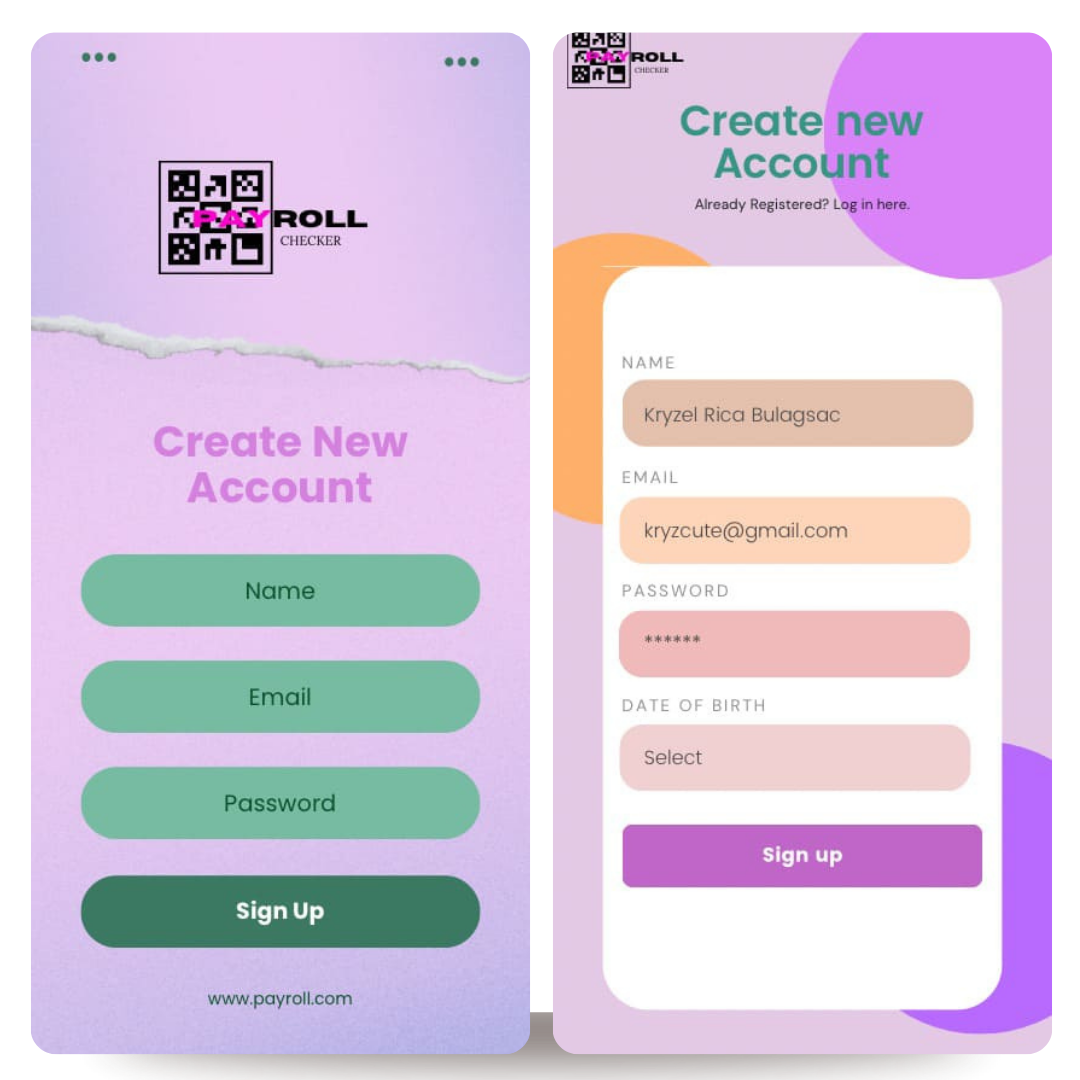 PAYROLL
CHECKER
Create New
Account
Name
Email
Password
Sign Up
www.payroll.com
PAYROLL
CHECKER
Create new
Account
Already Registered? Log in here.
NAME
Kryzel Rica Bulagsac
EMAIL
kryzcute@gmail.com
PASSWORD
******
DATE OF BIRTH
Select
Sign up